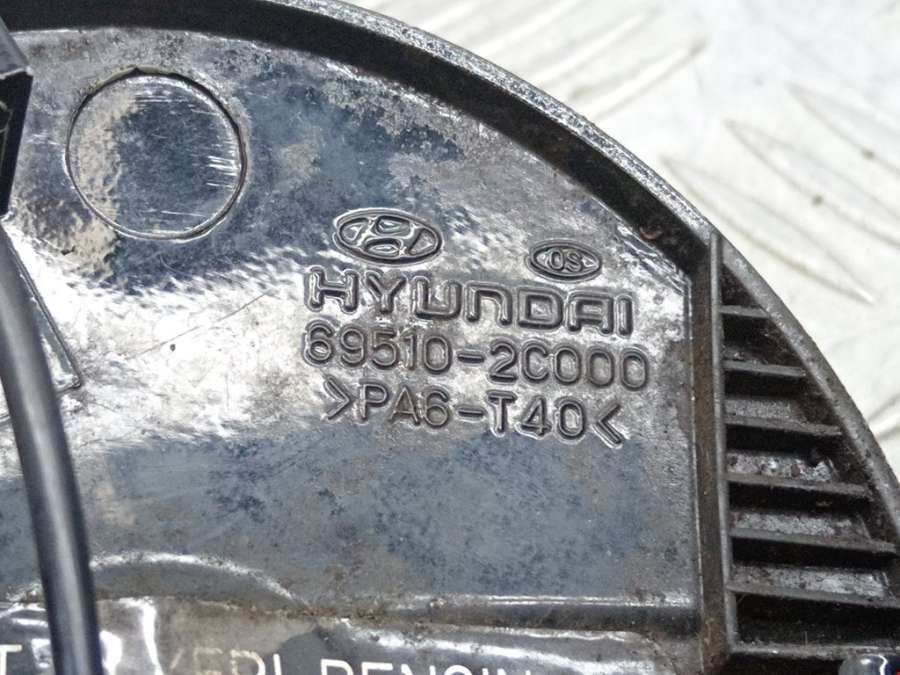 OS
HYUNDAI
69510-2C000
>PA6-T40<